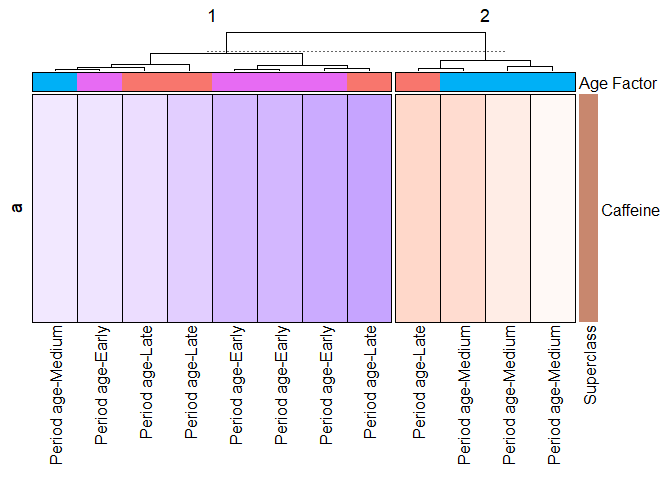 1
2
Age Factor
a
Caffeine
Period age-Medium
Period age-Early
Period age-Late
Period age-Late
Period age-Early
Period age-Early
Period age-Early
Period age-Late
Period age-Late
Period age-Medium
Period age-Medium
Period age-Medium
Superclass